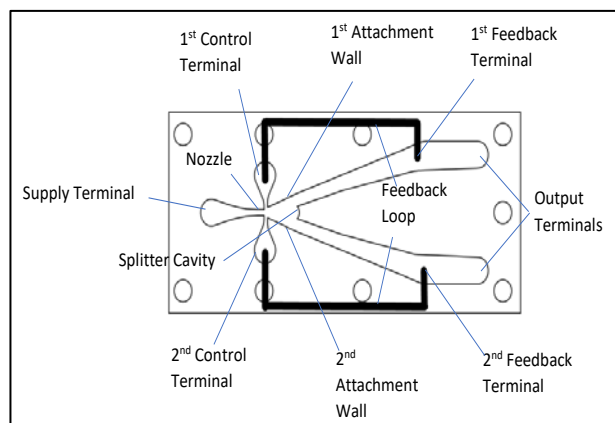 1st Control
Terminal
1st Attachment
Wall
1st Feedback
Terminal
Nozzle
Supply Terminal
Feedback
Loop
Output
Terminals
Splitter Cavity
2nd Control
Terminal
2nd
Attachment
Wall
2nd Feedback
Terminal